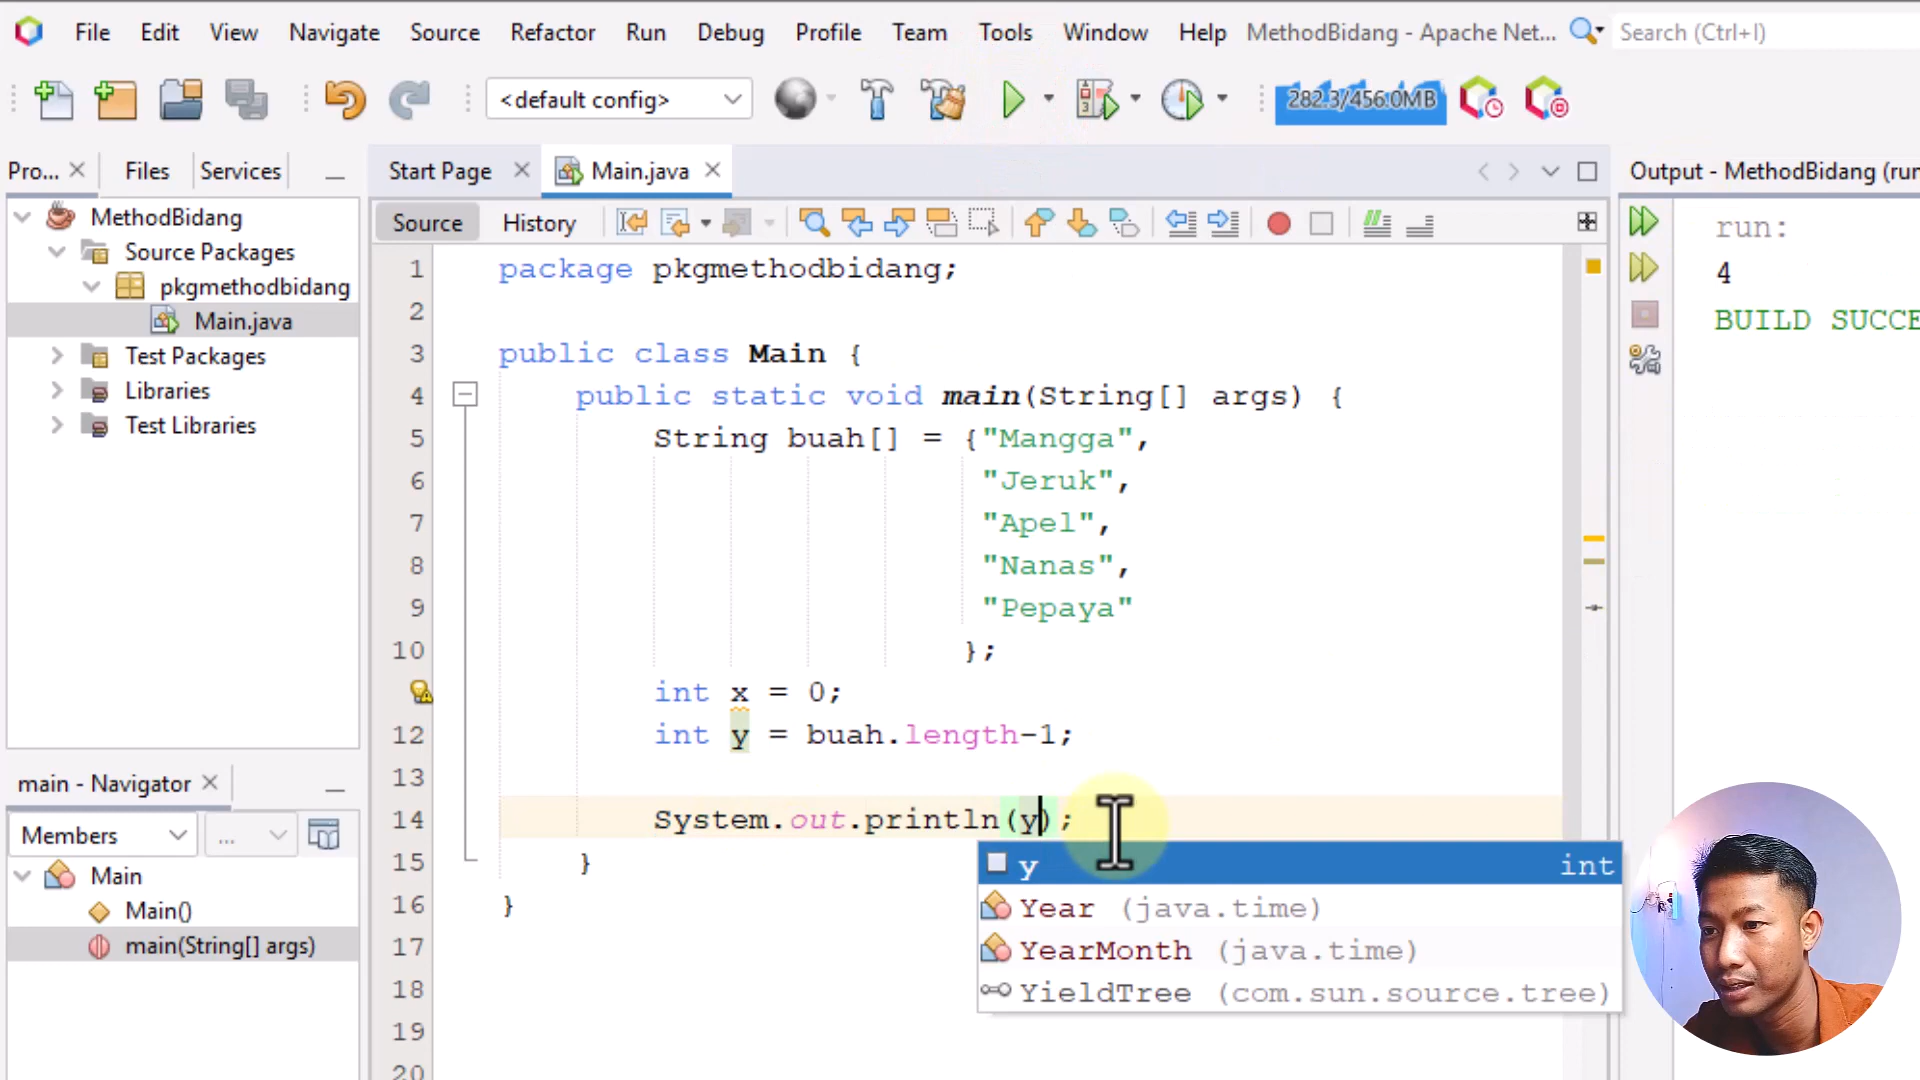 File Edit View Navigate Source Refactor Run Debug Profile Team Tools Window Help MethodBidang - Apache Net... Search (Ctrl+I)
<default config> 282.3/456.0MB
Pro... Files Services
MethodBidang
Source Packages
pkgmethodbidang
Main.java
Test Packages
Libraries
Test Libraries
main - Navigator
Members ...
Main
Main()
main(String[] args)
Start Page Main.java
Source History
1 package pkgmethodbidang;
2
3 public class Main {
4 public static void main(String[] args) {
5 String buah[] = {"Mangga",
6 "Jeruk",
7 "Apel",
8 "Nanas",
9 "Pepaya"
10 };
int x = 0;
12 int y = buah.length-1;
13
14 System.out.println(y);
15 }
16 }
17
18
19
20
y int
Year (java.time)
YearMonth (java.time)
YieldTree (com.sun.source.tree)
Output - MethodBidang (run
run:
4
BUILD SUCCE